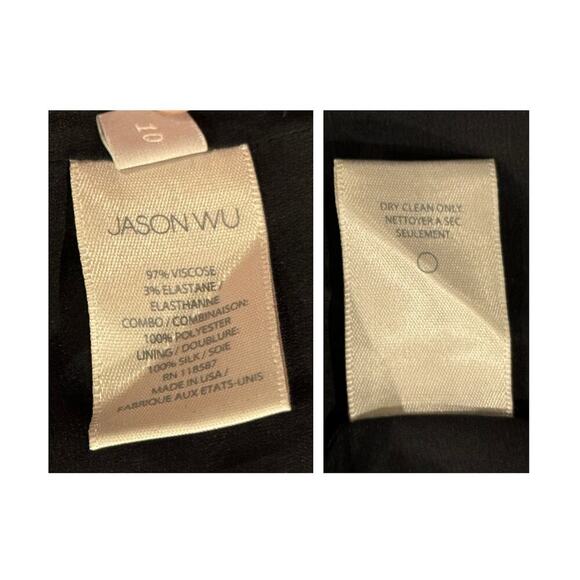 10
JASON WU
97% VISCOSE
3% ELASTANE /
ELASTHANNE
COMBO / COMBINAISON:
100% POLYESTER
LINING / DOUBLURE:
100% SILK / SOIE
RN 118587
MADE IN USA /
FABRIQUE AUX ETATS-UNIS
DRY CLEAN ONLY
NETTOYER A SEC
SEULEMENT